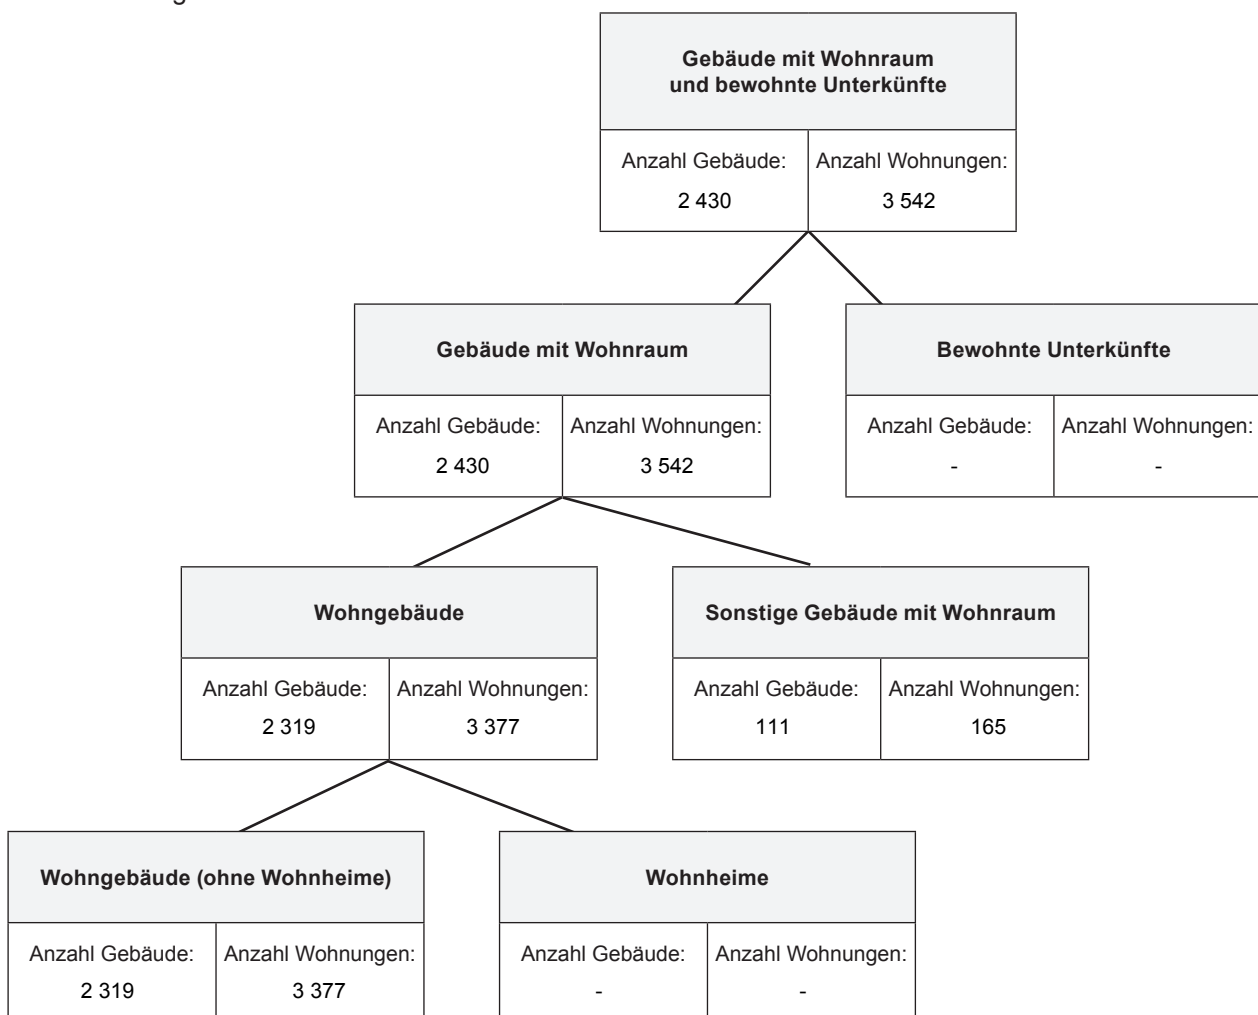 Gebäude mit Wohnraum
und bewohnte Unterkünfte
Anzahl Gebäude: Anzahl Wohnungen:
2 430 3 542
Gebäude mit Wohnraum Bewohnte Unterkünfte
Anzahl Gebäude: Anzahl Wohnungen: Anzahl Gebäude: Anzahl Wohnungen:
2 430 3 542 - -
Wohngebäude Sonstige Gebäude mit Wohnraum
Anzahl Gebäude: Anzahl Wohnungen: Anzahl Gebäude: Anzahl Wohnungen:
2 319 3 377 111 165
Wohngebäude (ohne Wohnheime) Wohnheime
Anzahl Gebäude: Anzahl Wohnungen: Anzahl Gebäude: Anzahl Wohnungen:
2 319 3 377 - -